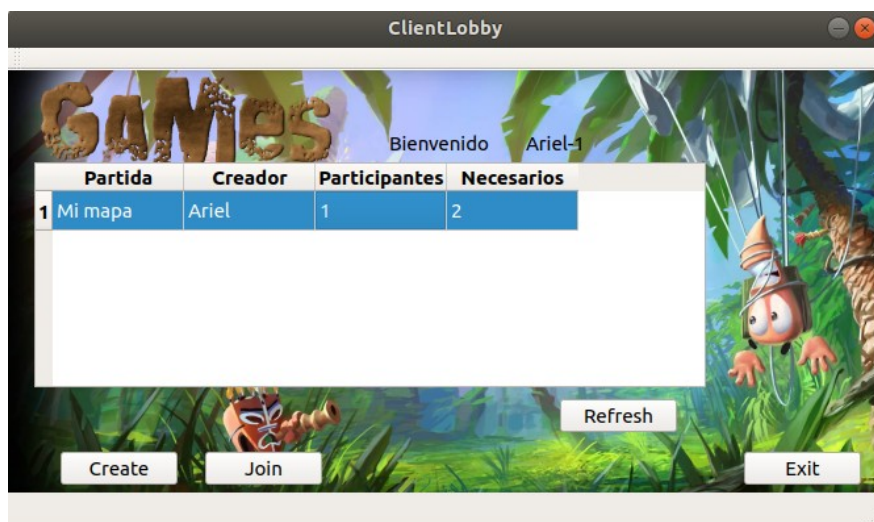 ClientLobby
GAMes
Bienvenido Ariel-1
Partida Creador Participantes Necesarios
1 Mi mapa Ariel 1 2
Refresh
Create Join Exit